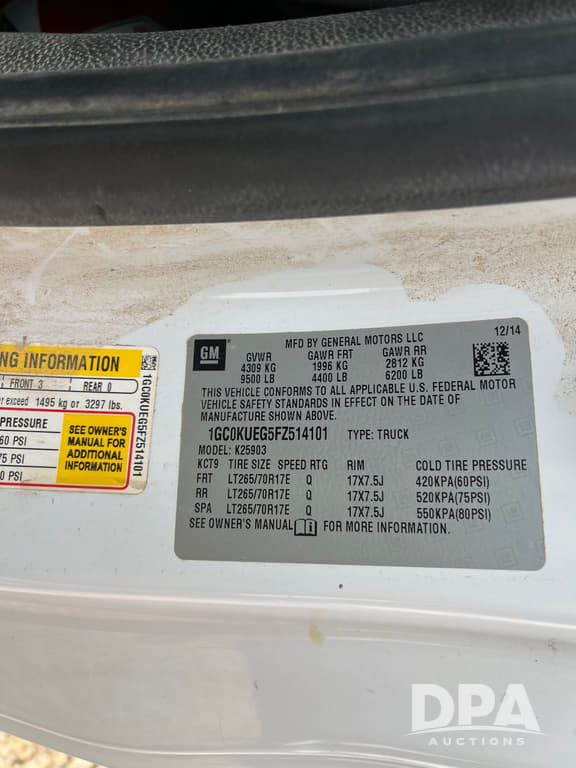 NG INFORMATION
FRONT 3 REAR 0
er exceed 1495 kg or 3297 lbs.
PRESSURE
60 PSI
75 PSI
0 PSI
SEE OWNER'S
MANUAL FOR
ADDITIONAL
INFORMATION
1GC0KUEG5FZ514101
GM
MFD BY GENERAL MOTORS LLC 12/14
GVWR GAWR FRT GAWR RR
4309 KG 1996 KG 2812 KG
9500 LB 4400 LB 6200 LB
THIS VEHICLE CONFORMS TO ALL APPLICABLE U.S. FEDERAL MOTOR
VEHICLE SAFETY STANDARDS IN EFFECT ON THE DATE OF
MANUFACTURE SHOWN ABOVE.
1GC0KUEG5FZ514101 TYPE: TRUCK
MODEL: K25903
KCT9 TIRE SIZE SPEED RTG RIM COLD TIRE PRESSURE
FRT LT265/70R17E Q 17X7.5J 420KPA(60PSI)
RR LT265/70R17E Q 17X7.5J 520KPA(75PSI)
SPA LT265/70R17E Q 17X7.5J 550KPA(80PSI)
SEE OWNER'S MANUAL FOR MORE INFORMATION.
DPA
AUCTIONS